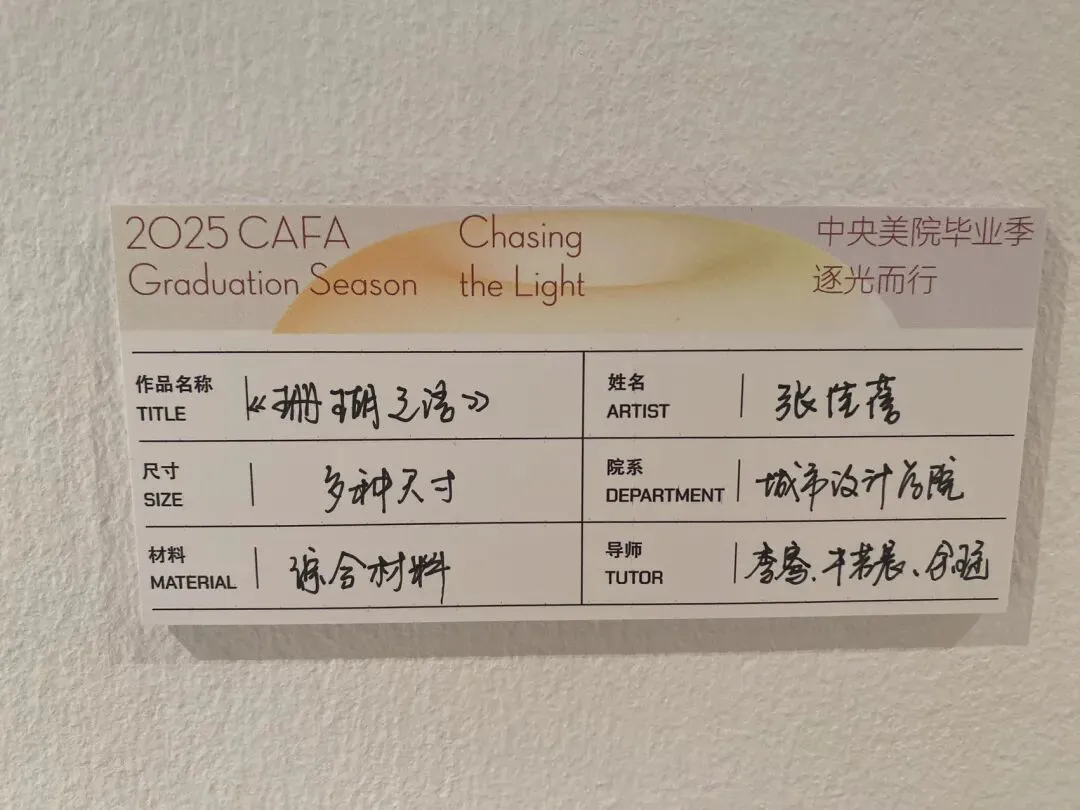 2025 CAFA
Graduation Season
Chasing
the Light
中央美院毕业季
逐光而行
作品名称
TITLE
《珊瑚之语》
姓名
ARTIST
张佳蓓
尺寸
SIZE
多种尺寸
院系
DEPARTMENT
城市设计学院
材料
MATERIAL
综合材料
导师
TUTOR
李骞、